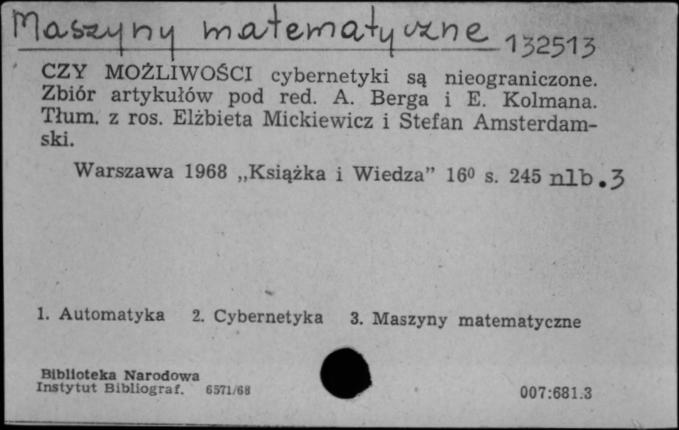 Maszyny matematyczne 132513
CZY MOŻLIWOŚCI cybernetyki są nieograniczone.
Zbiór artykułów pod red. A. Berga i E. Kolmana.
Tłum. z ros. Elżbieta Mickiewicz i Stefan Amsterdam-
ski.
Warszawa 1968 „Książka i Wiedza” 16⁰ s. 245 nlb.3
1. Automatyka 2. Cybernetyka 3. Maszyny matematyczne
Biblioteka Narodowa
Instytut Bibliograf. 6571/68 007:681.3